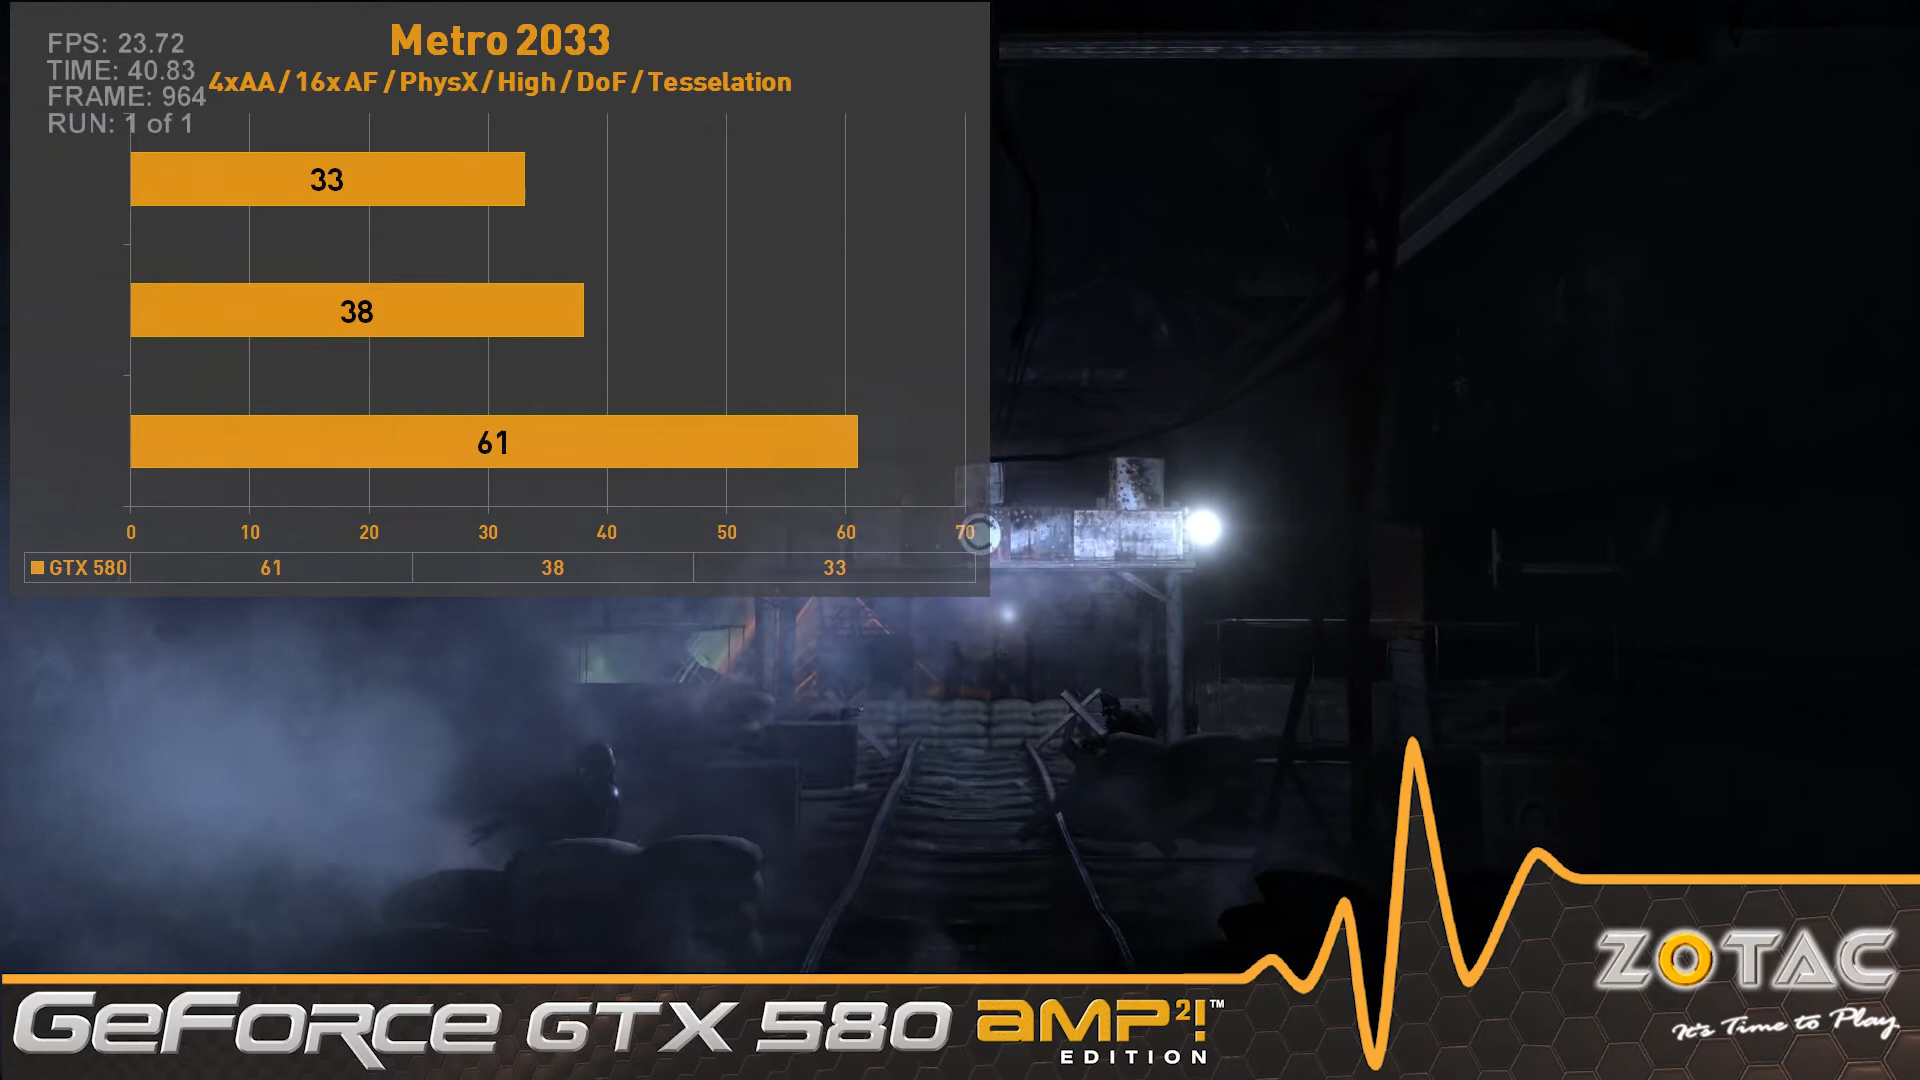 FPS: 23.72
TIME: 40.83
FRAME: 964
RUN: 1 of 1
Metro 2033
4xAA / 16x AF / PhysX / High / DoF / Tesselation
33
38
61
0 10 20 30 40 50 60 70
GTX 580 61 38 33
GEFORCE GTX 580 AMP²!™ EDITION
ZOTAC
It's Time to Play